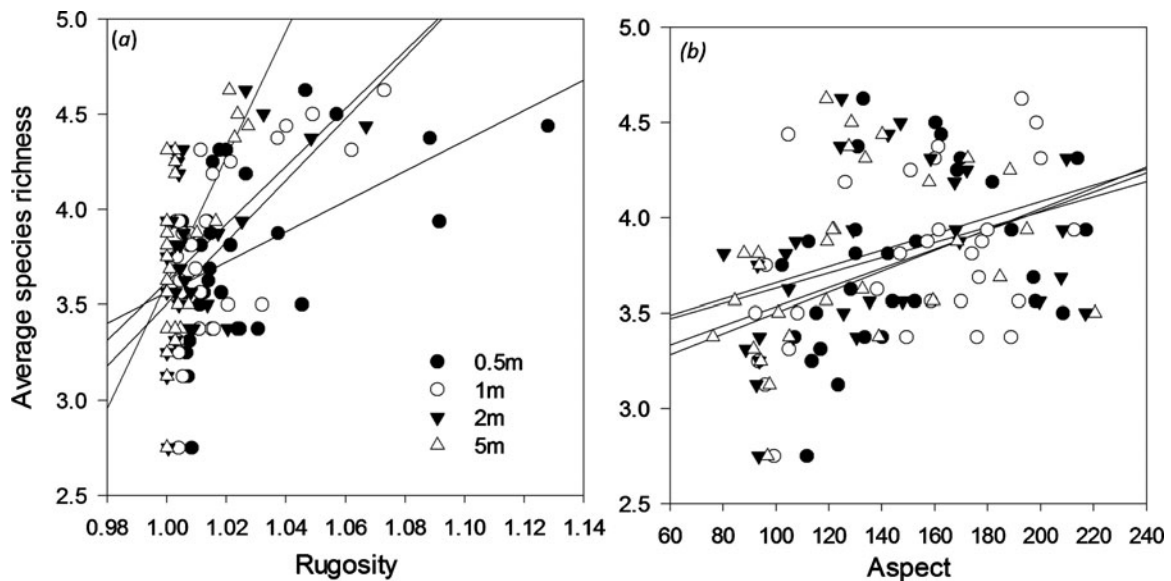 (a)
(b)
Average species richness
5.0
4.5
4.0
3.5
3.0
2.5
0.98 1.00 1.02 1.04 1.06 1.08 1.10 1.12 1.14
Rugosity
0.5m
1m
2m
5m
5.0
4.5
4.0
3.5
3.0
2.5
60 80 100 120 140 160 180 200 220 240
Aspect